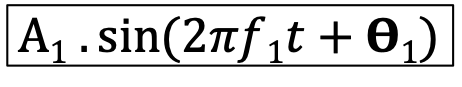 A₁ . sin(2πf₁t + Θ₁)